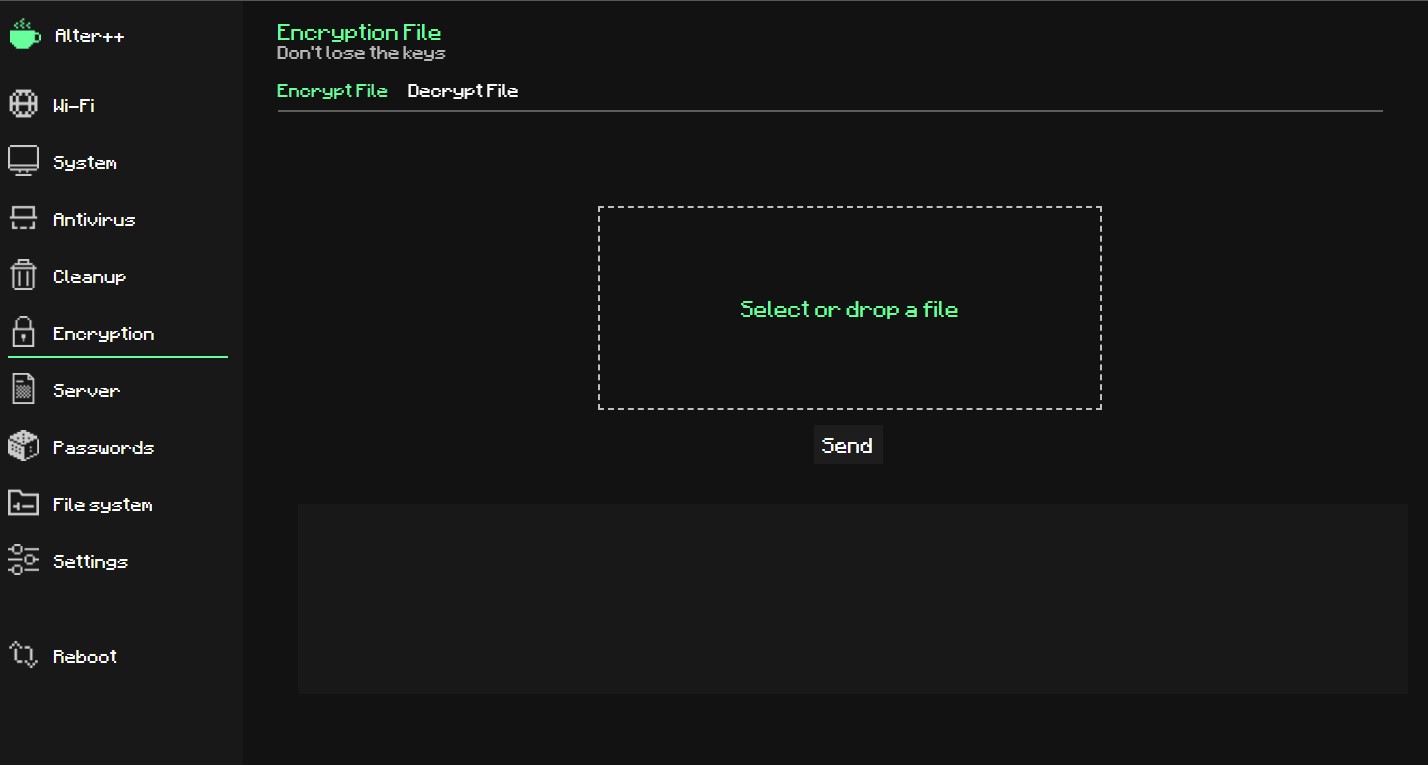 Alter++
Wi-Fi
System
Antivirus
Cleanup
Encryption
Server
Passwords
File system
Settings
Reboot
Encryption File
Don't lose the keys
Encrypt File Decrypt File
Select or drop a file
Send